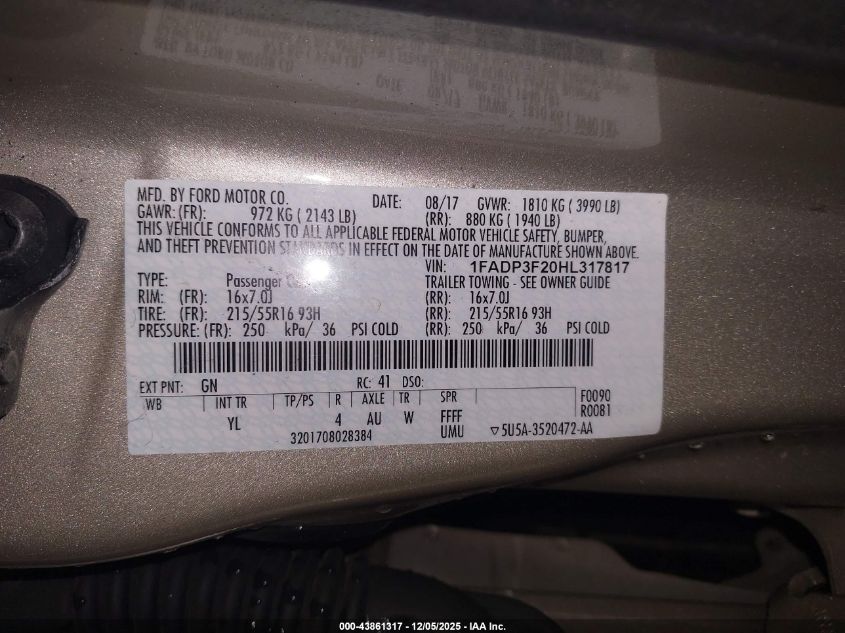 MFD. BY FORD MOTOR CO. DATE: 08/17 GVWR: 1810 KG ( 3990 LB)
GAWR: (FR): 972 KG ( 2143 LB) (RR): 880 KG ( 1940 LB)
THIS VEHICLE CONFORMS TO ALL APPLICABLE FEDERAL MOTOR VEHICLE SAFETY, BUMPER,
AND THEFT PREVENTION STANDARDS IN EFFECT ON THE DATE OF MANUFACTURE SHOWN ABOVE.
VIN: 1FADP3F20HL317817
TYPE: Passenger TRAILER TOWING - SEE OWNER GUIDE
RIM: (FR): 16x7.0J (RR): 16x7.0J
TIRE: (FR): 215/55R16 93H (RR): 215/55R16 93H
PRESSURE: (FR): 250 kPa/ 36 PSI COLD (RR): 250 kPa/ 36 PSI COLD
EXT PNT: GN RC: 41 DSO:
WB INT TR TP/PS R AXLE TR SPR F0090
R0081
YL 4 AU W FFFF
3201708028384 UMU ▽5U5A-3520472-AA
000-43861317 - 12/05/2025 - IAA Inc.